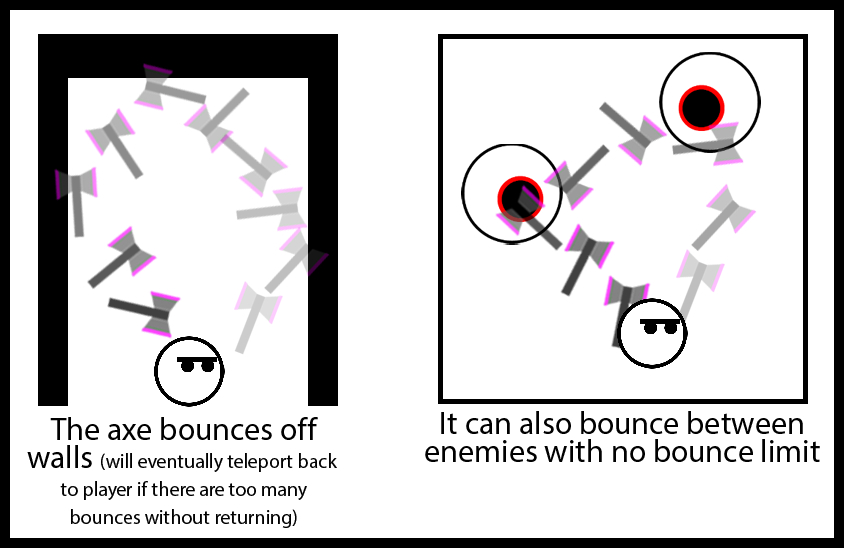 The axe bounces off
walls (will eventually teleport back
to player if there are too many
bounces without returning)
It can also bounce between
enemies with no bounce limit